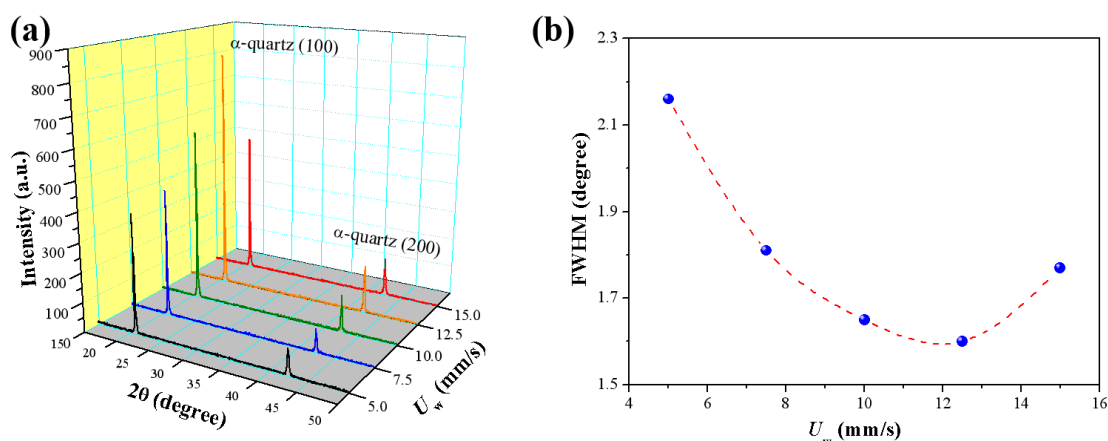 (a)
α-quartz (100)
α-quartz (200)
Intensity (a.u.)
900
800
700
600
500
400
300
200
100
150
20
25
30
35
40
45
50
2θ (degree)
5.0
7.5
10.0
12.5
15.0
U_w (mm/s)
(b)
FWHM (degree)
2.3
2.1
1.9
1.7
1.5
4 6 8 10 12 14 16
U (mm/s)